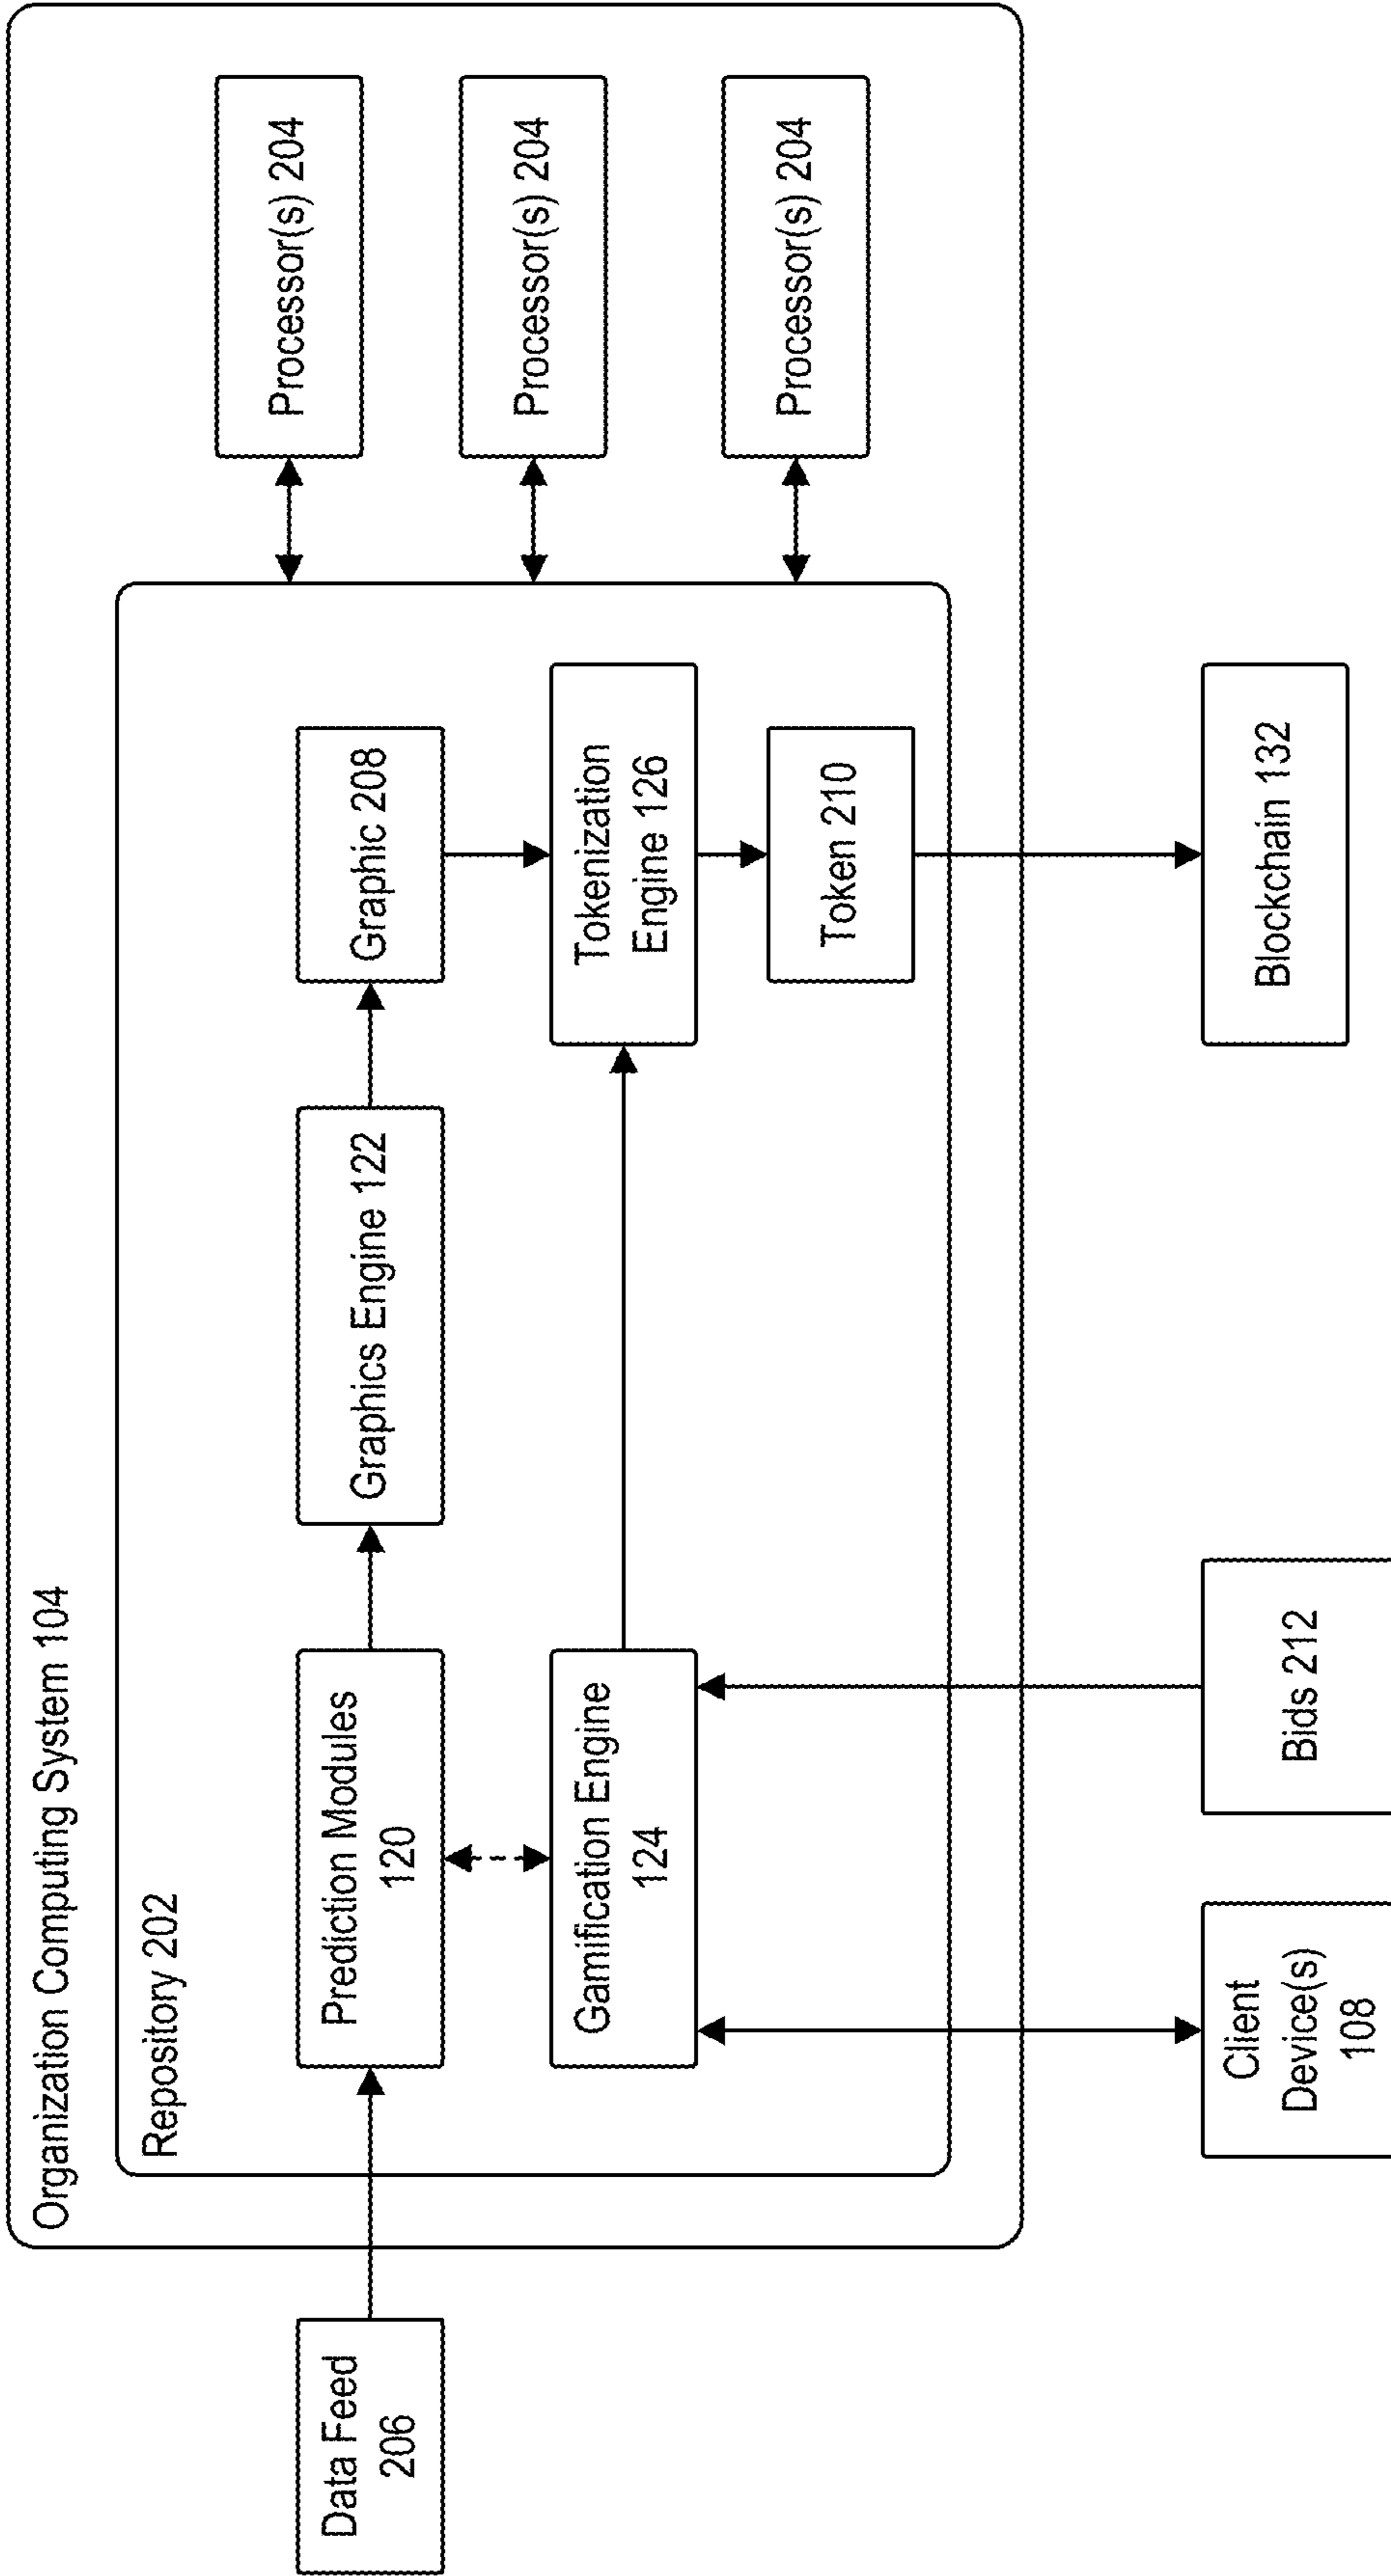 Organization Computing System 104
Repository 202
Data Feed
206
Prediction Modules
120
Graphics Engine 122
Graphic 208
Processor(s) 204
Gamification Engine
124
Tokenization
Engine 126
Processor(s) 204
Token 210
Processor(s) 204
Client
Device(s)
108
Bids 212
Blockchain 132